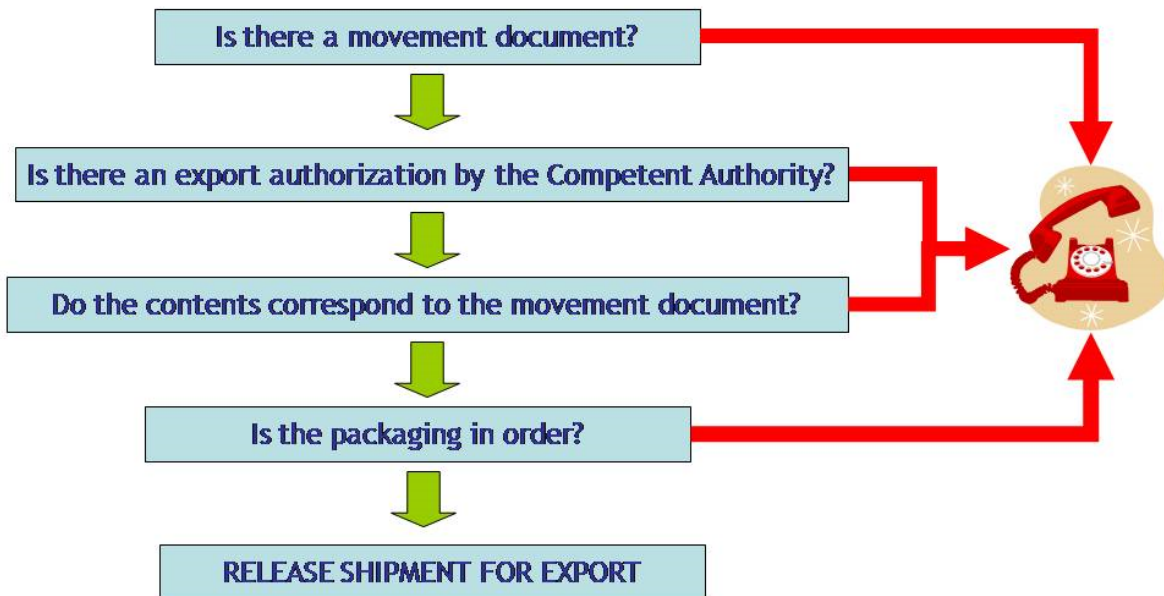 Is there a movement document?
Is there an export authorization by the Competent Authority?
Do the contents correspond to the movement document?
Is the packaging in order?
RELEASE SHIPMENT FOR EXPORT